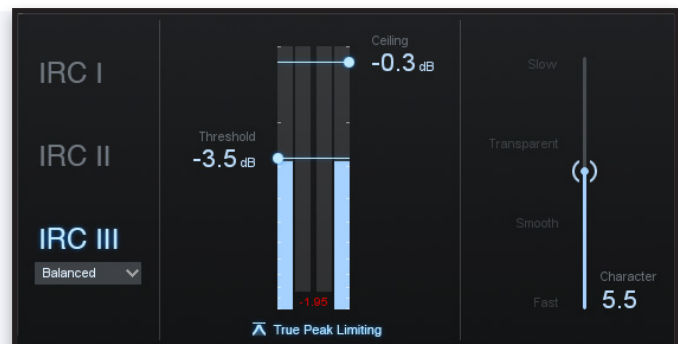 IRC I
IRC II
IRC III
Balanced
Ceiling
-0.3 dB
Threshold
-3.5 dB
-1.95
True Peak Limiting
Slow
Transparent
Smooth
Fast
Character
5.5